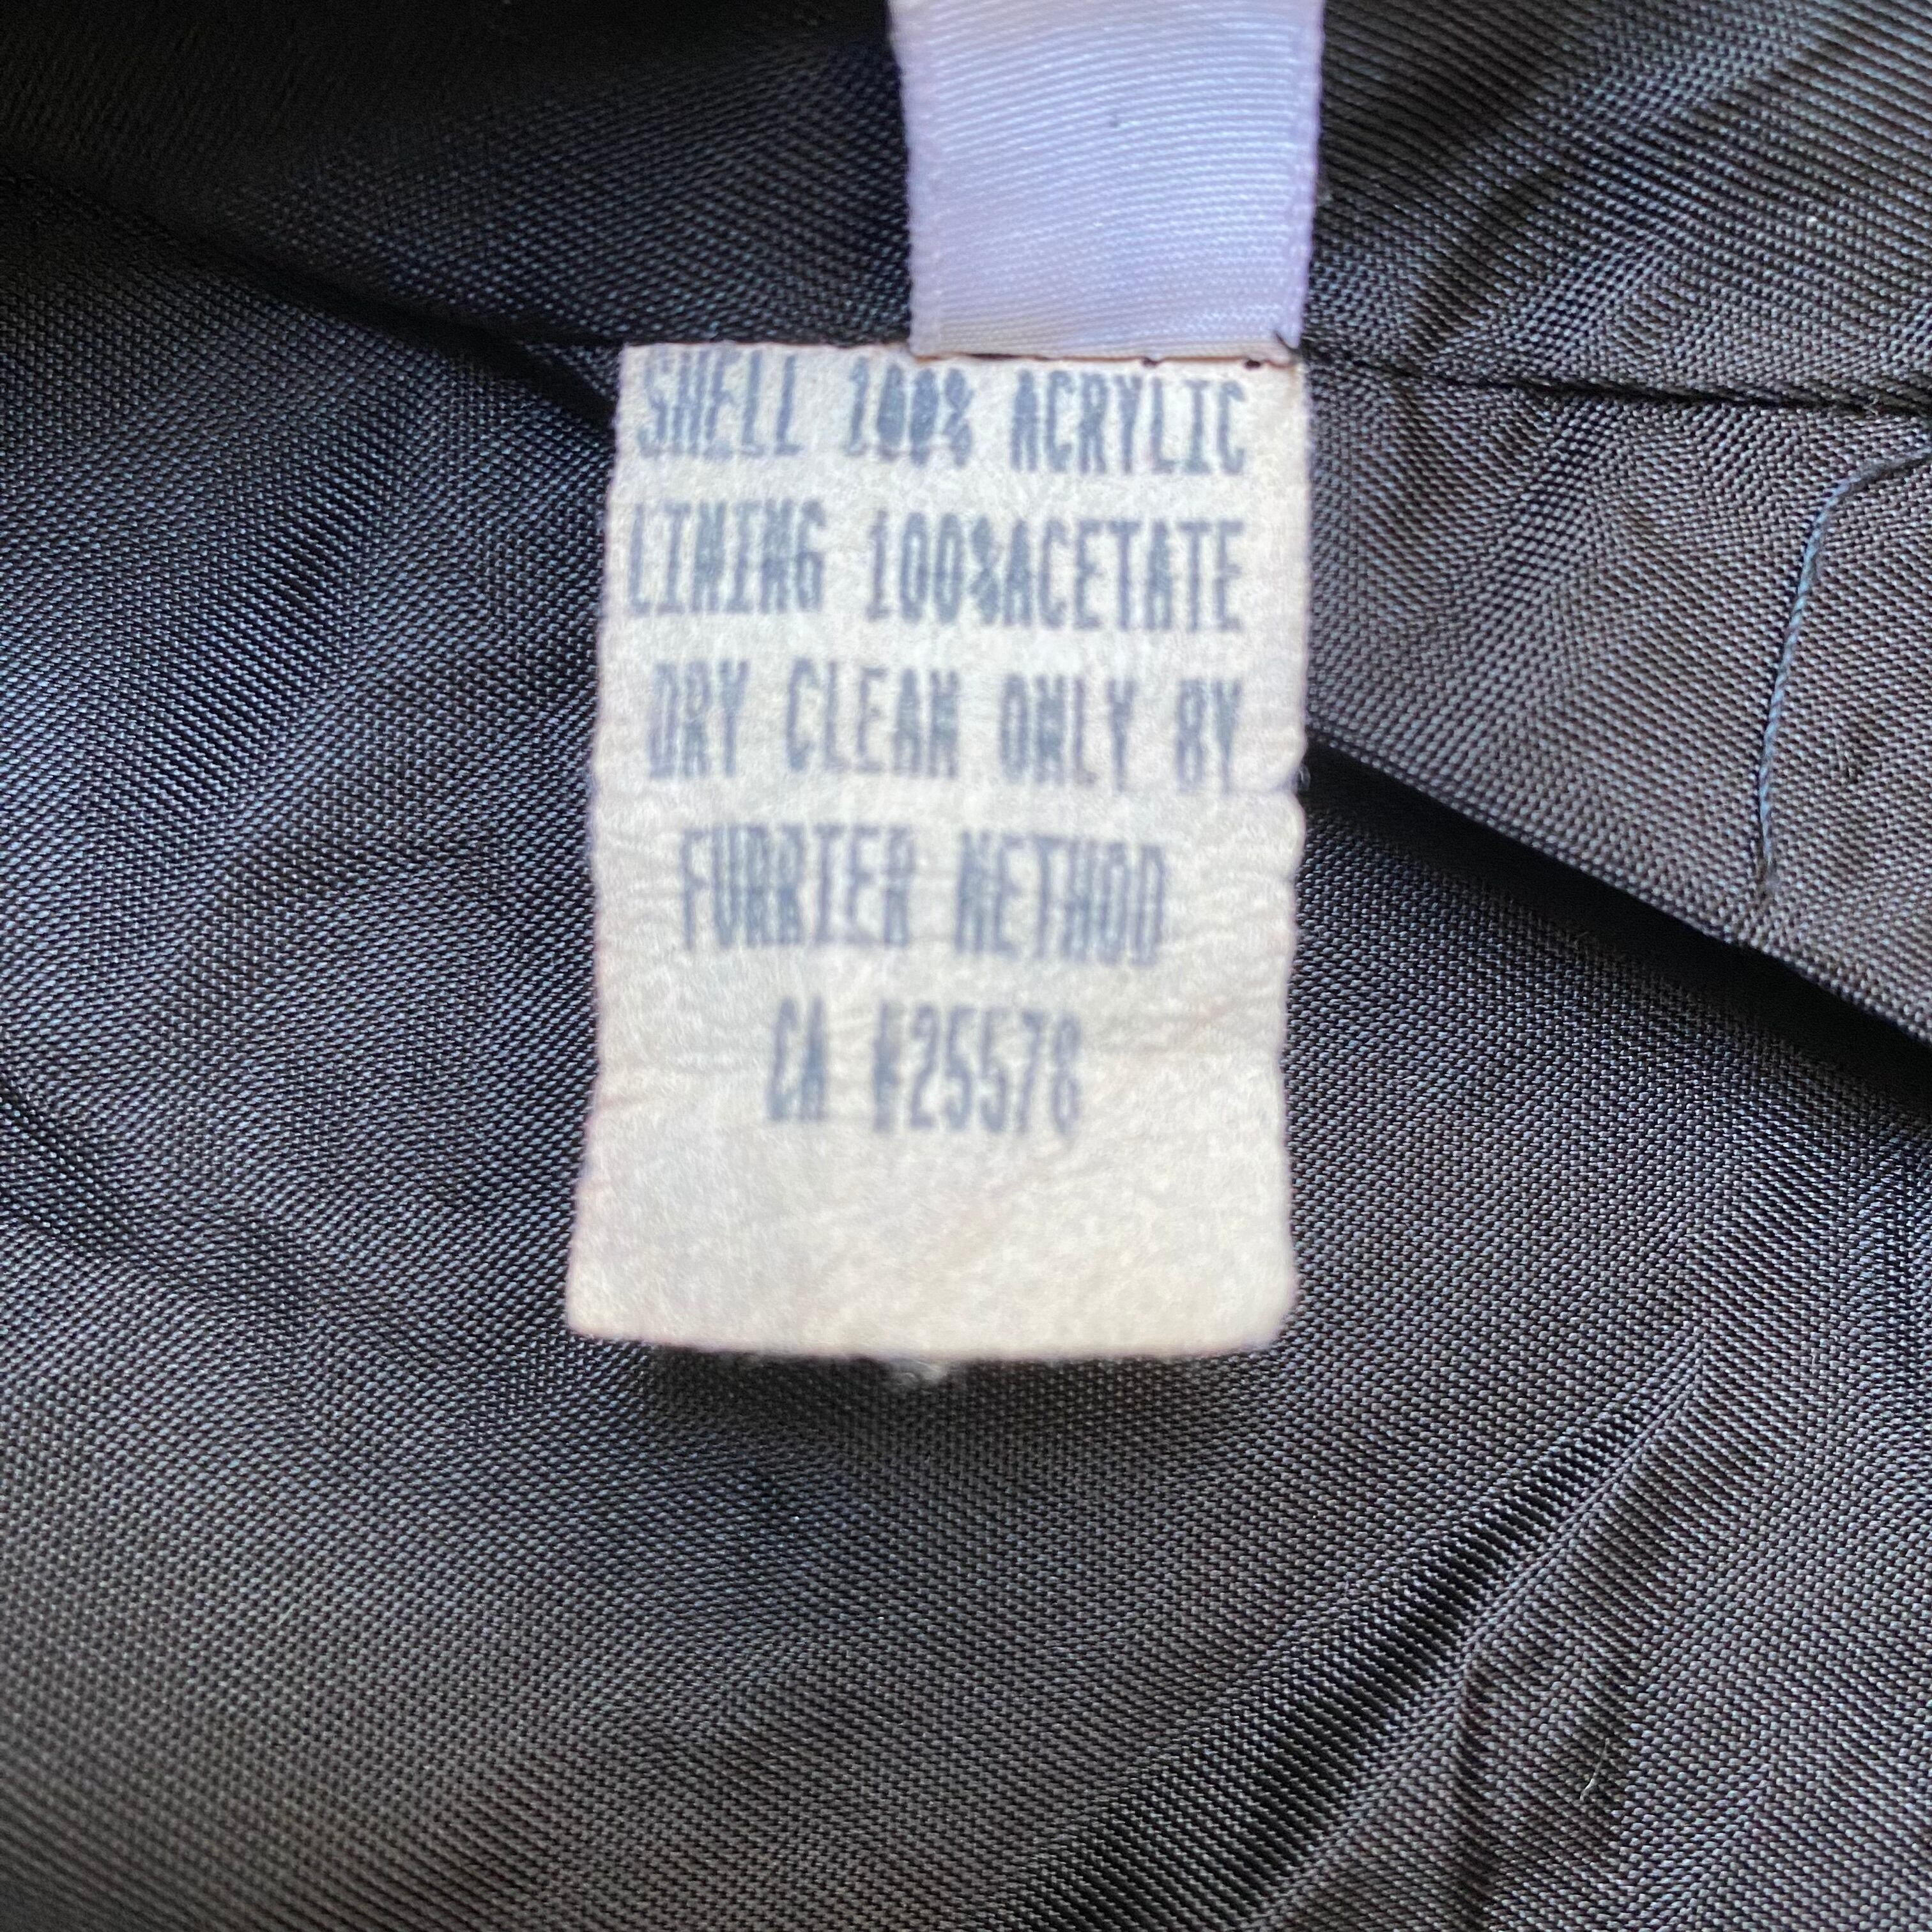 SHELL 100% ACRYLIC
LINING 100%ACETATE
DRY CLEAN ONLY BY
FURRIER METHOD
CA #25578